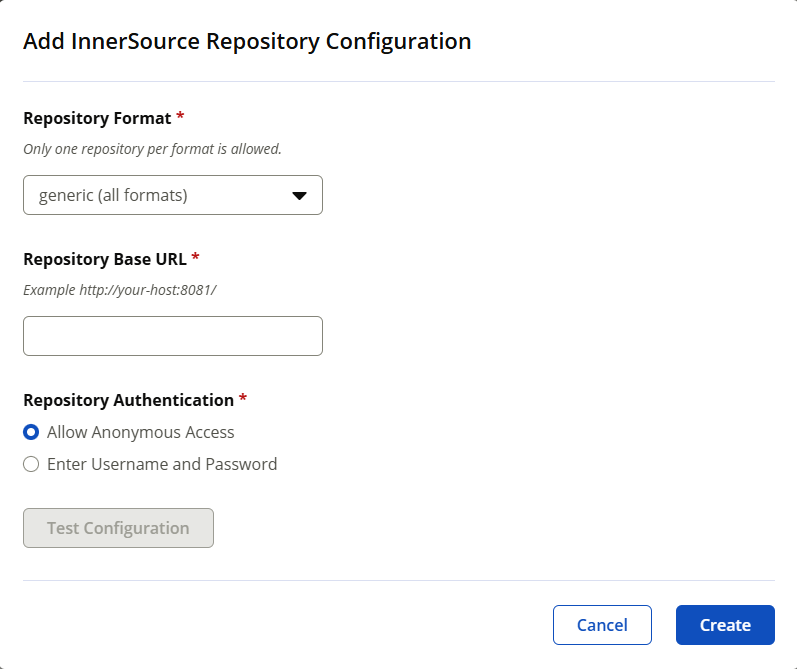 Add InnerSource Repository Configuration
Repository Format *
Only one repository per format is allowed.
generic (all formats)
Repository Base URL *
Example http://your-host:8081/
Repository Authentication *
Allow Anonymous Access
Enter Username and Password
Test Configuration
Cancel
Create